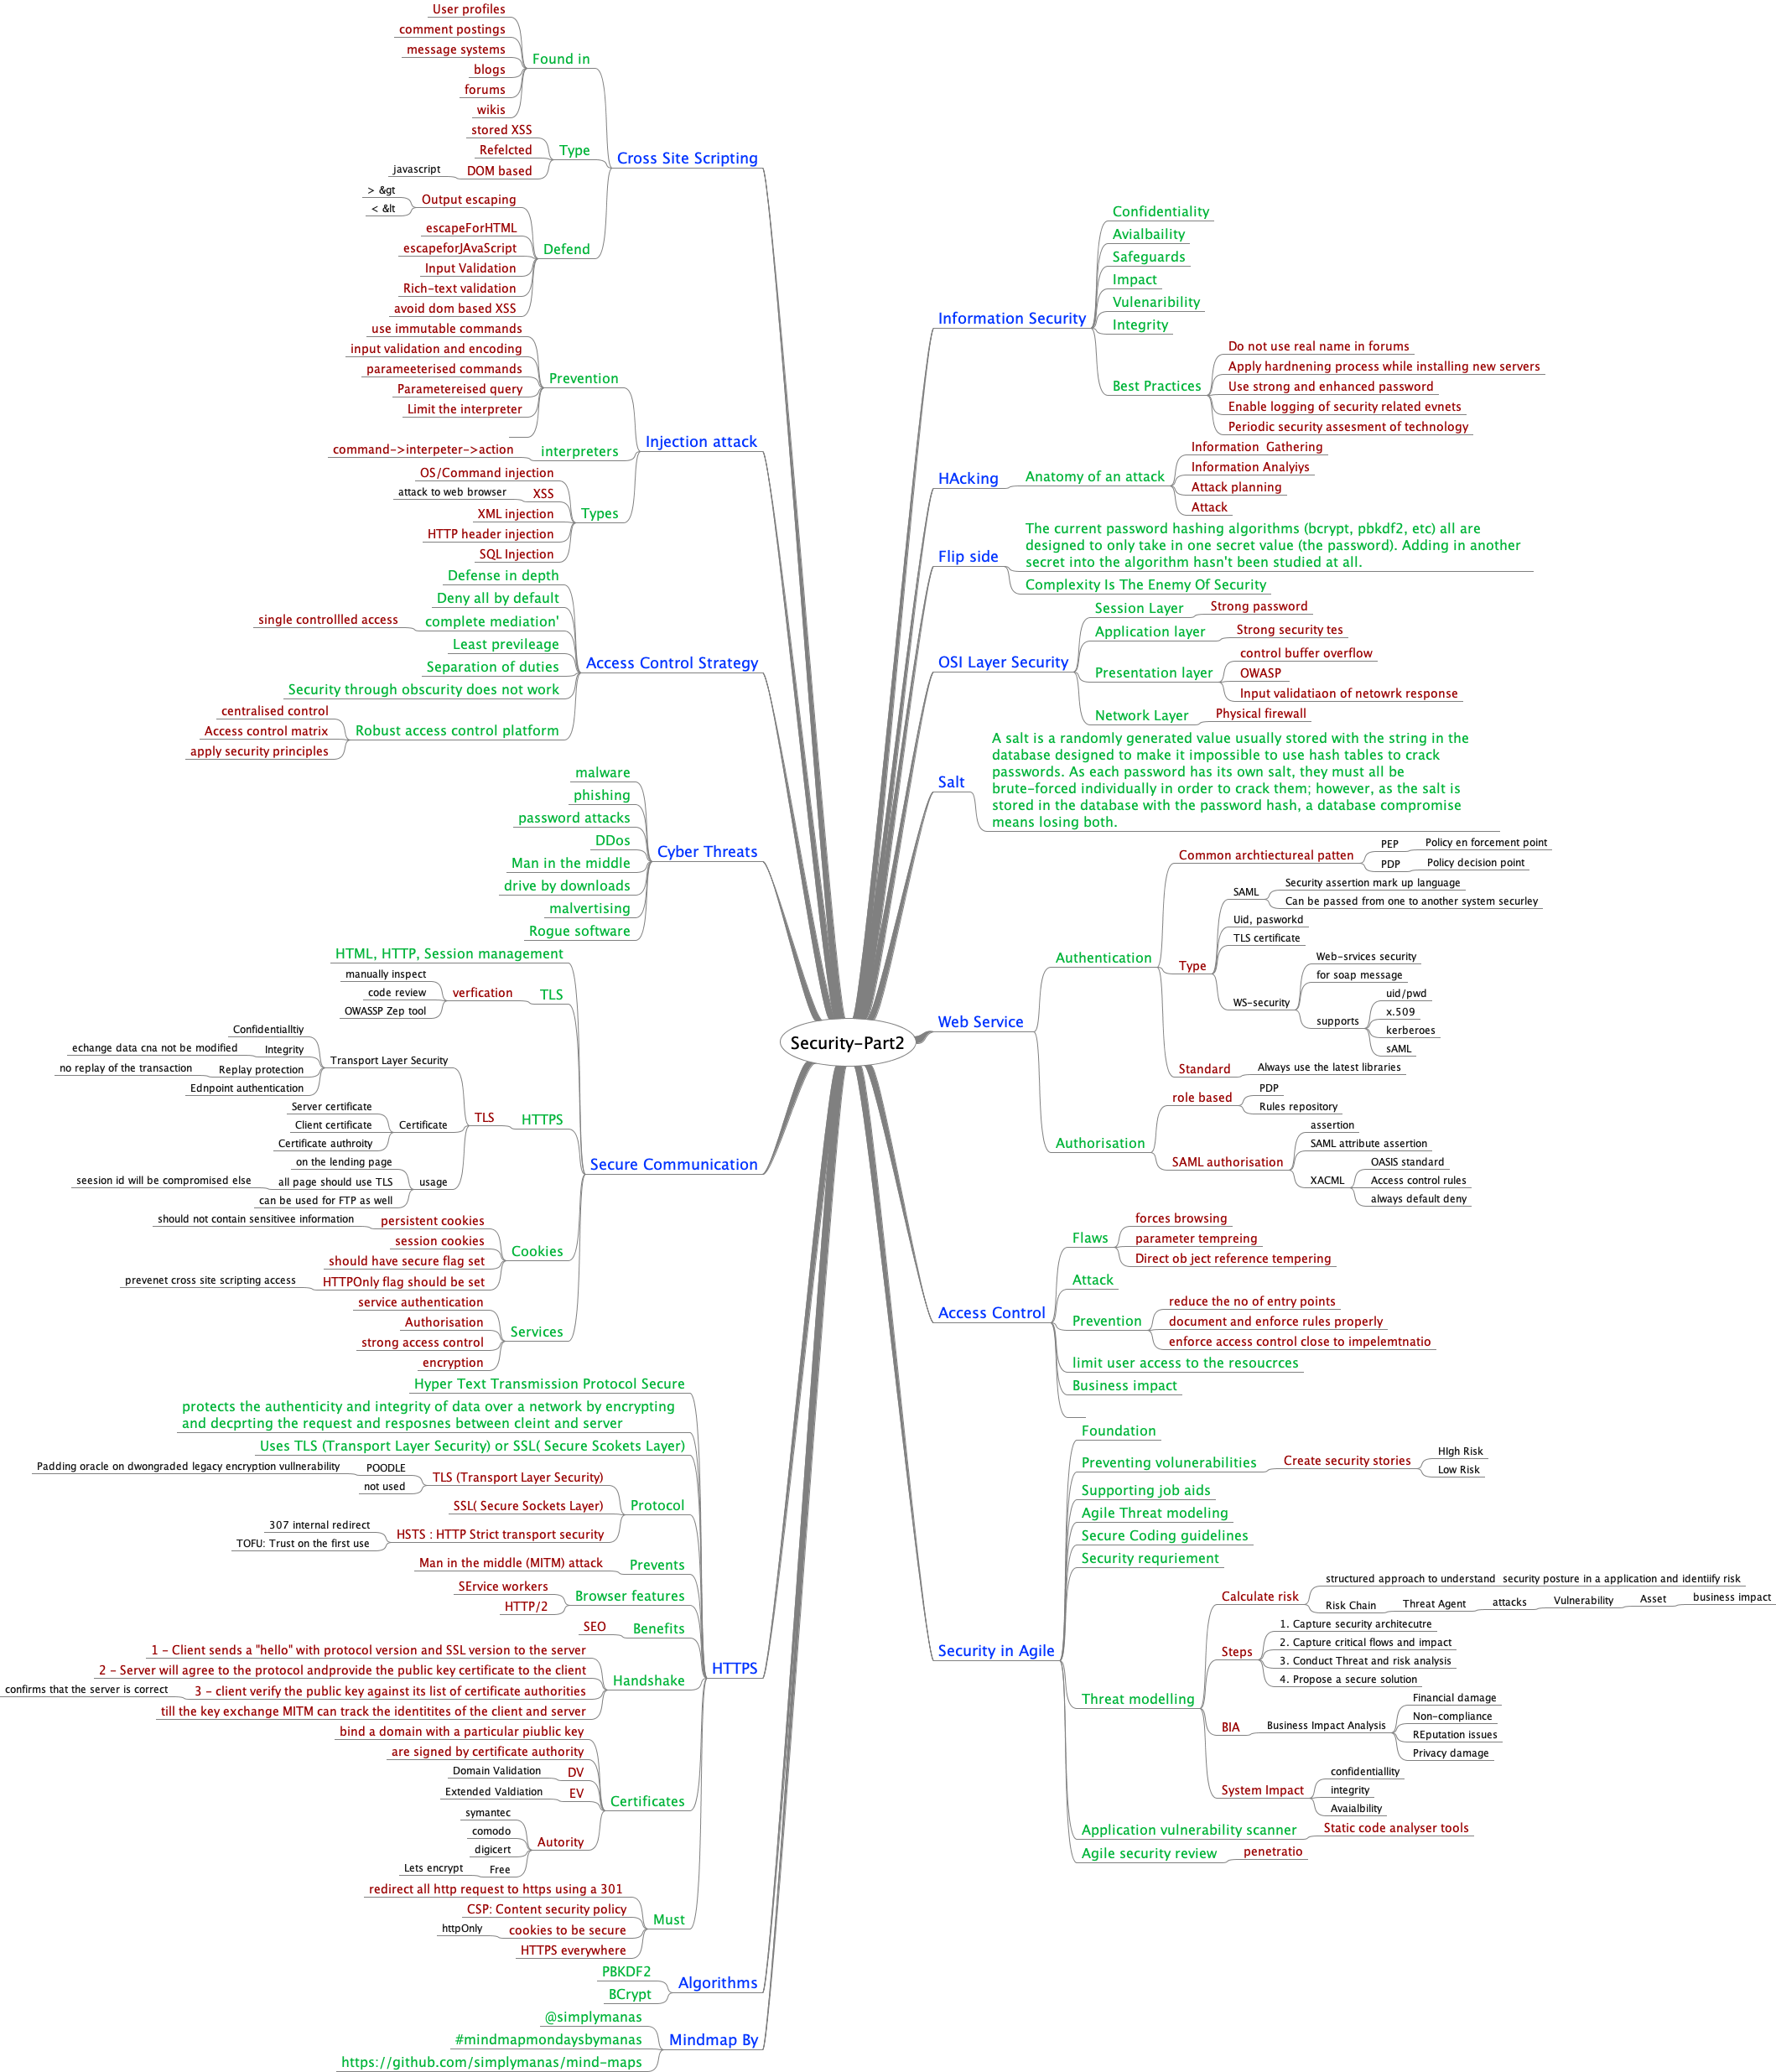 Security-Part2
Cross Site Scripting
Found in
User profiles
comment postings
message systems
blogs
forums
wikis
Type
stored XSS
Refelcted
DOM based
javascript
Defend
Output escaping
> &gt
< &lt
escapeForHTML
escapeforJAvaScript
Input Validation
Rich-text validation
avoid dom based XSS
Injection attack
Prevention
use immutable commands
input validation and encoding
parameeterised commands
Parametereised query
Limit the interpreter
interpreters
command->interpeter->action
Types
OS/Command injection
XSS
attack to web browser
XML injection
HTTP header injection
SQL Injection
Access Control Strategy
Defense in depth
Deny all by default
complete mediation'
single controllled access
Least previleage
Separation of duties
Security through obscurity does not work
Robust access control platform
centralised control
Access control matrix
apply security principles
Cyber Threats
malware
phishing
password attacks
DDos
Man in the middle
drive by downloads
malvertising
Rogue software
Secure Communication
HTML, HTTP, Session management
TLS
verfication
manually inspect
code review
OWASSP Zep tool
HTTPS
TLS
Transport Layer Security
Confidentialltiy
Integrity
echange data cna not be modified
Replay protection
no replay of the transaction
Ednpoint authentication
Certificate
Server certificate
Client certificate
Certificate authroity
usage
on the lending page
all page should use TLS
seesion id will be compromised else
can be used for FTP as well
Cookies
persistent cookies
should not contain sensitivee information
session cookies
should have secure flag set
HTTPOnly flag should be set
prevenet cross site scripting access
Services
service authentication
Authorisation
strong access control
encryption
HTTPS
Hyper Text Transmission Protocol Secure
protects the authenticity and integrity of data over a network by encrypting
and decprting the request and resposnes between cleint and server
Uses TLS (Transport Layer Security) or SSL( Secure Scokets Layer)
Protocol
TLS (Transport Layer Security)
POODLE
Padding oracle on dwongraded legacy encryption vullnerability
not used
SSL( Secure Sockets Layer)
HSTS : HTTP Strict transport security
307 internal redirect
TOFU: Trust on the first use
Prevents
Man in the middle (MITM) attack
Browser features
SErvice workers
HTTP/2
Benefits
SEO
Handshake
1 - Client sends a "hello" with protocol version and SSL version to the server
2 - Server will agree to the protocol andprovide the public key certificate to the client
3 - client verify the public key against its list of certificate authorities
confirms that the server is correct
till the key exchange MITM can track the identitites of the client and server
Certificates
bind a domain with a particular piublic key
are signed by certificate authority
DV
Domain Validation
EV
Extended Valdiation
Autority
symantec
comodo
digicert
Free
Lets encrypt
Must
redirect all http request to https using a 301
CSP: Content security policy
cookies to be secure
httpOnly
HTTPS everywhere
Algorithms
PBKDF2
BCrypt
Mindmap By
@simplymanas
#mindmapmondaysbymanas
https://github.com/simplymanas/mind-maps
Information Security
Confidentiality
Avialbaility
Safeguards
Impact
Vulenaribility
Integrity
Best Practices
Do not use real name in forums
Apply hardnening process while installing new servers
Use strong and enhanced password
Enable logging of security related evnets
Periodic security assesment of technology
HAcking
Anatomy of an attack
Information  Gathering
Information Analyiys
Attack planning
Attack
Flip side
The current password hashing algorithms (bcrypt, pbkdf2, etc) all are
designed to only take in one secret value (the password). Adding in another
secret into the algorithm hasn't been studied at all.
Complexity Is The Enemy Of Security
OSI Layer Security
Session Layer
Strong password
Application layer
Strong security tes
Presentation layer
control buffer overflow
OWASP
Input validatiaon of netowrk response
Network Layer
Physical firewall
Salt
A salt is a randomly generated value usually stored with the string in the
database designed to make it impossible to use hash tables to crack
passwords. As each password has its own salt, they must all be
brute-forced individually in order to crack them; however, as the salt is
stored in the database with the password hash, a database compromise
means losing both.
Web Service
Authentication
Common archtiectureal patten
PEP
Policy en forcement point
PDP
Policy decision point
Type
SAML
Security assertion mark up language
Can be passed from one to another system securley
Uid, pasworkd
TLS certificate
WS-security
Web-srvices security
for soap message
supports
uid/pwd
x.509
kerberoes
sAML
Standard
Always use the latest libraries
Authorisation
role based
PDP
Rules repository
SAML authorisation
assertion
SAML attribute assertion
XACML
OASIS standard
Access control rules
always default deny
Access Control
Flaws
forces browsing
parameter tempreing
Direct ob ject reference tempering
Attack
Prevention
reduce the no of entry points
document and enforce rules properly
enforce access control close to impelemtnatio
limit user access to the resoucrces
Business impact
Security in Agile
Foundation
Preventing volunerabilities
Create security stories
HIgh Risk
Low Risk
Supporting job aids
Agile Threat modeling
Secure Coding guidelines
Security requriement
Threat modelling
Calculate risk
structured approach to understand  security posture in a application and identiify risk
Risk Chain
Threat Agent
attacks
Vulnerability
Asset
business impact
Steps
1. Capture security architecutre
2. Capture critical flows and impact
3. Conduct Threat and risk analysis
4. Propose a secure solution
BIA
Business Impact Analysis
Financial damage
Non-compliance
REputation issues
Privacy damage
System Impact
confidentiallity
integrity
Avaialbility
Application vulnerability scanner
Static code analyser tools
Agile security review
penetratio